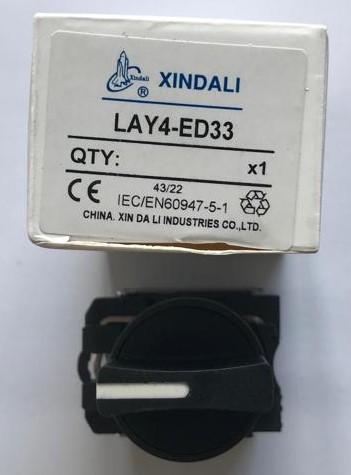 Xindali
® XINDALI
LAY4-ED33
QTY: x1
43/22
CE IEC/EN60947-5-1
CHINA. XIN DA LI INDUSTRIES CO.,LTD.